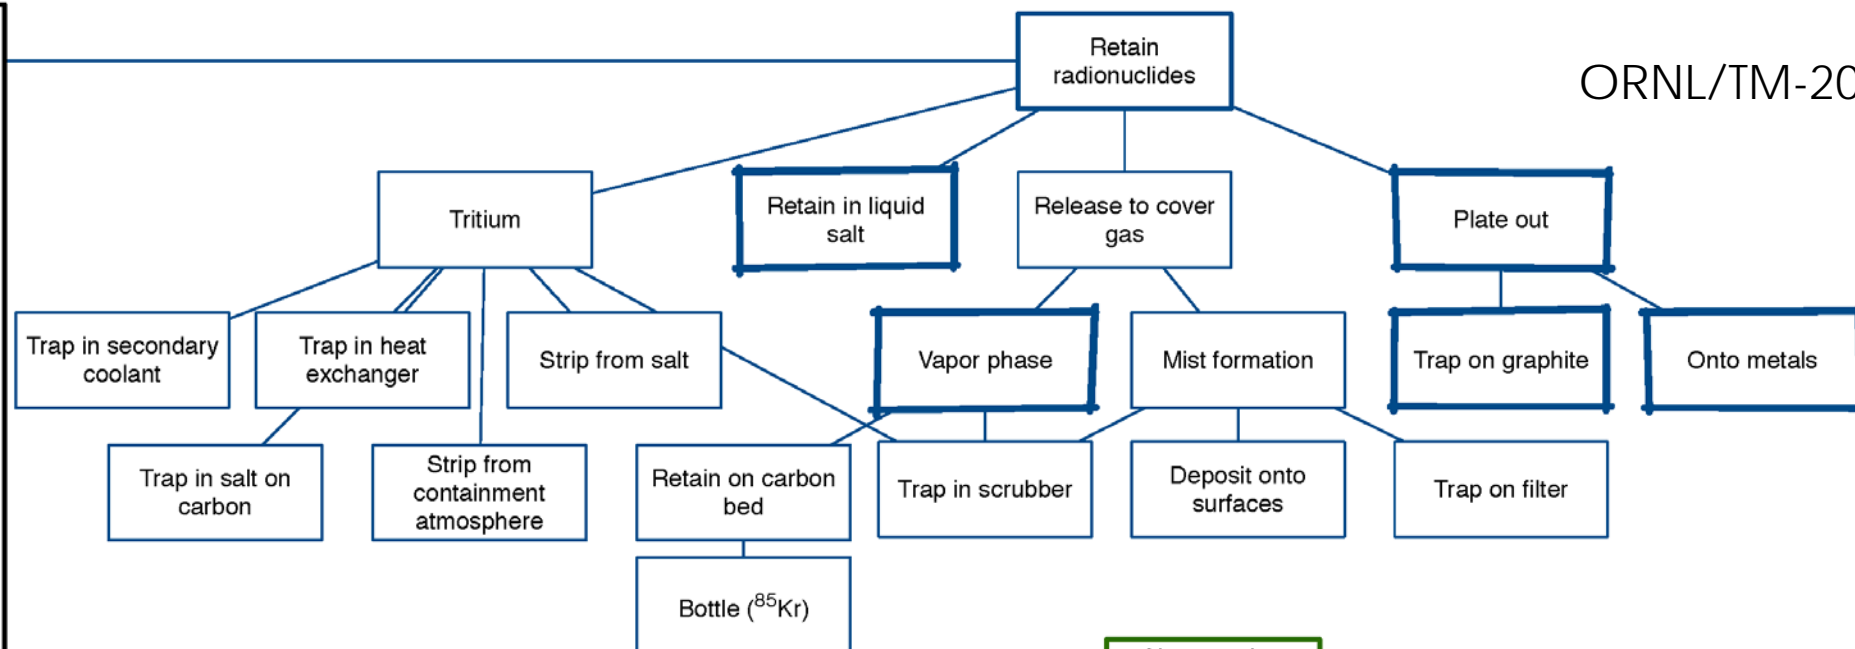 Retain
radionuclides
ORNL/TM-20
Tritium
Retain in liquid
salt
Release to cover
gas
Plate out
Trap in secondary
coolant
Trap in heat
exchanger
Strip from salt
Vapor phase
Mist formation
Trap on graphite
Onto metals
Trap in salt on
carbon
Strip from
containment
atmosphere
Retain on carbon
bed
Trap in scrubber
Deposit onto
surfaces
Trap on filter
Bottle (⁸⁵Kr)